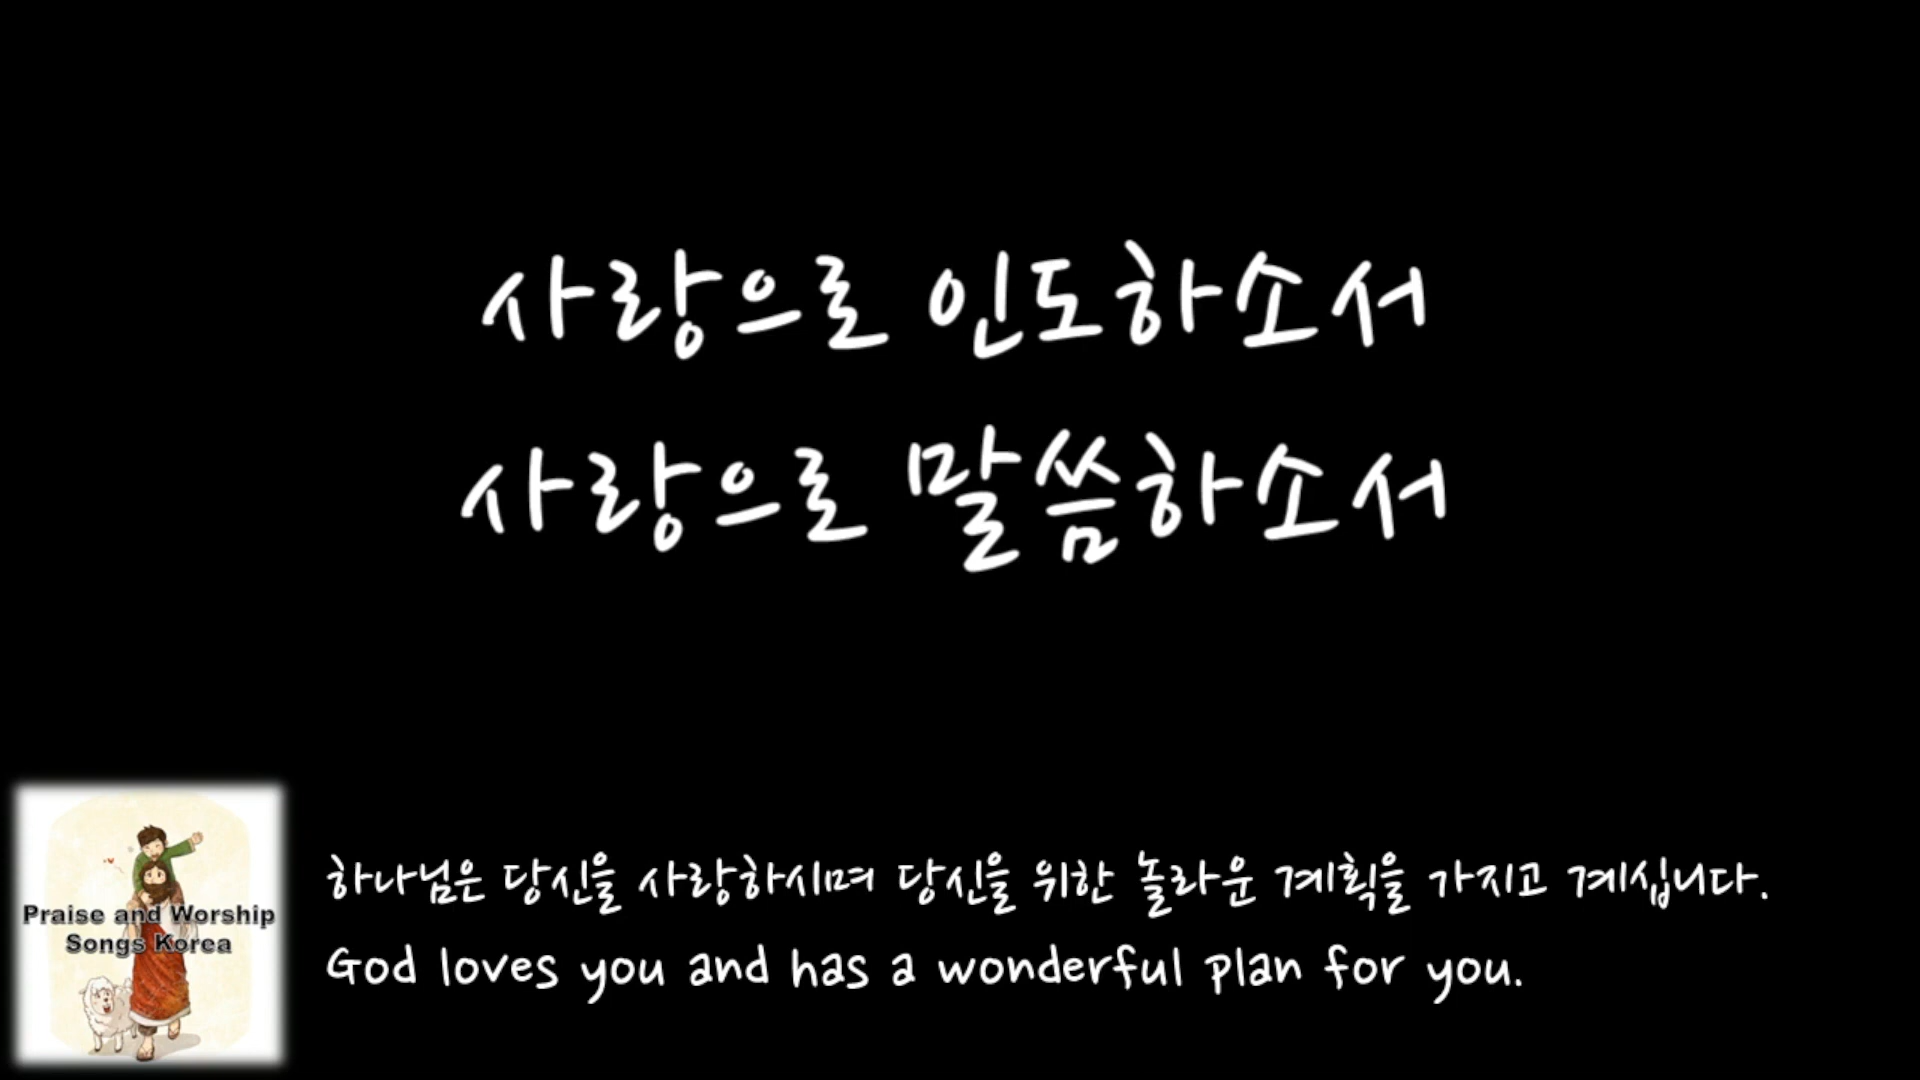 사랑으로 인도하소서
사랑으로 말씀하소서
하나님은 당신을 사랑하시며 당신을 위한 놀라운 계획을 가지고 계십니다.
God loves you and has a wonderful plan for you.
Praise and Worship
Songs Korea